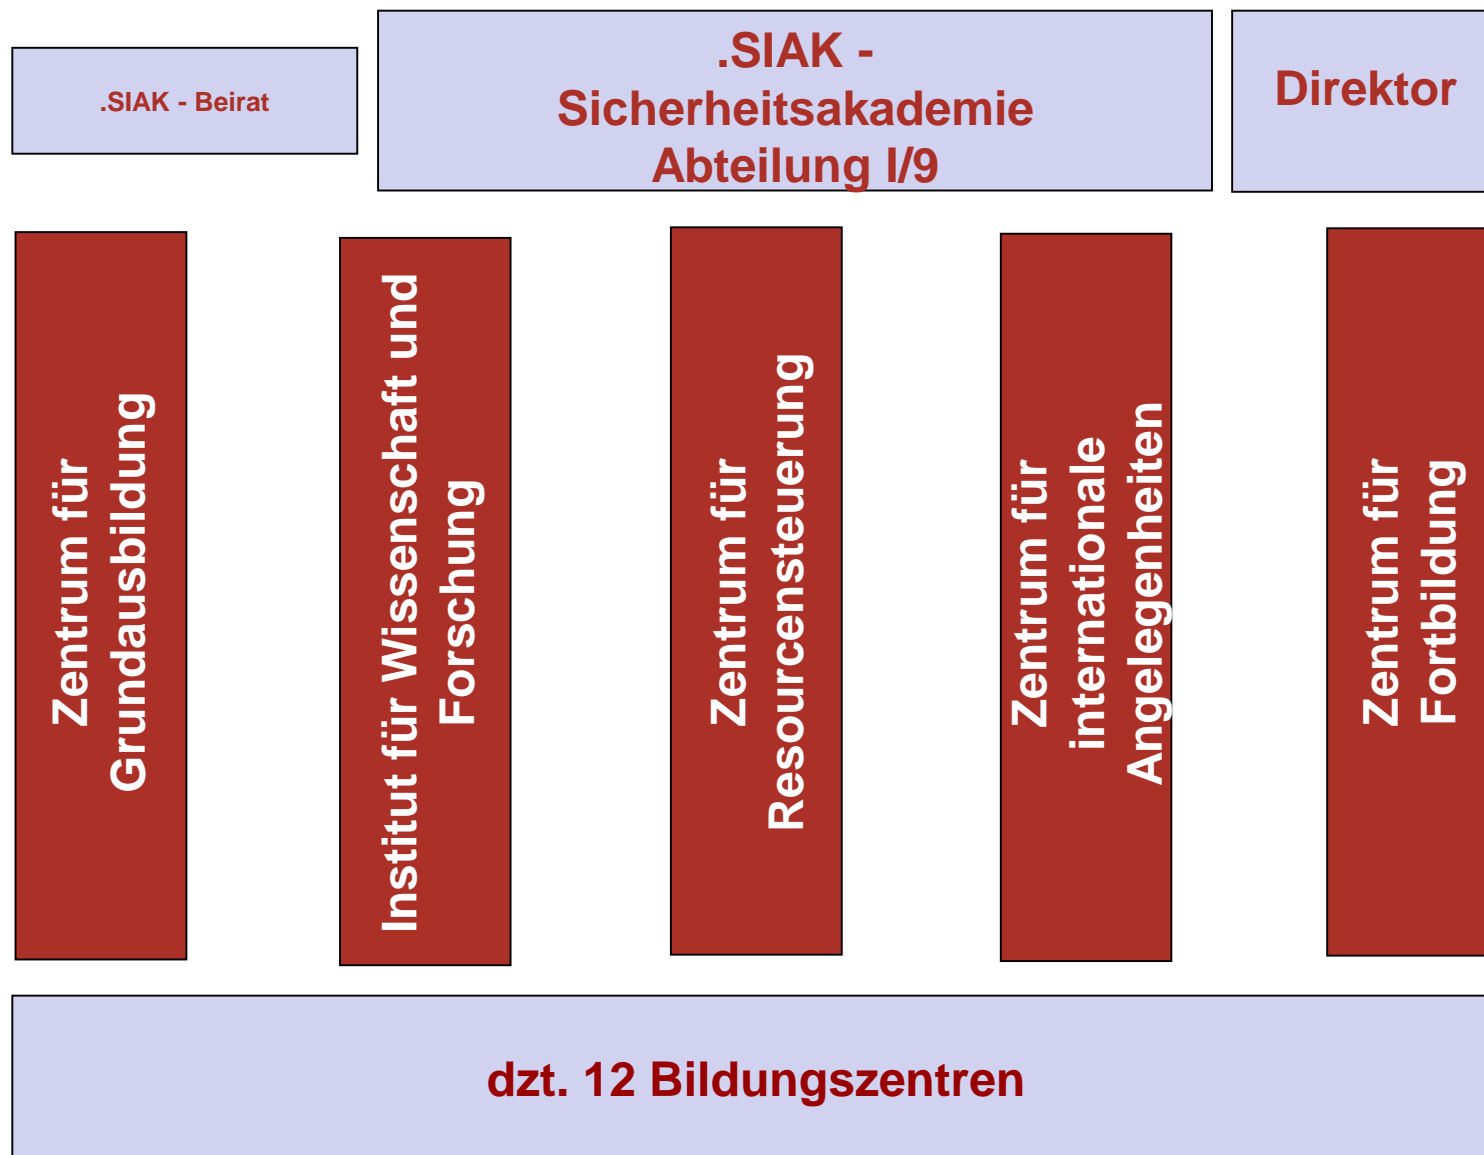 .SIAK - Beirat
.SIAK -
Sicherheitsakademie
Abteilung I/9
Direktor
Zentrum für
Grundausbildung
Institut für Wissenschaft und
Forschung
Zentrum für
Resourcensteuerung
Zentrum für
internationale
Angelegenheiten
Zentrum für
Fortbildung
dzt. 12 Bildungszentren